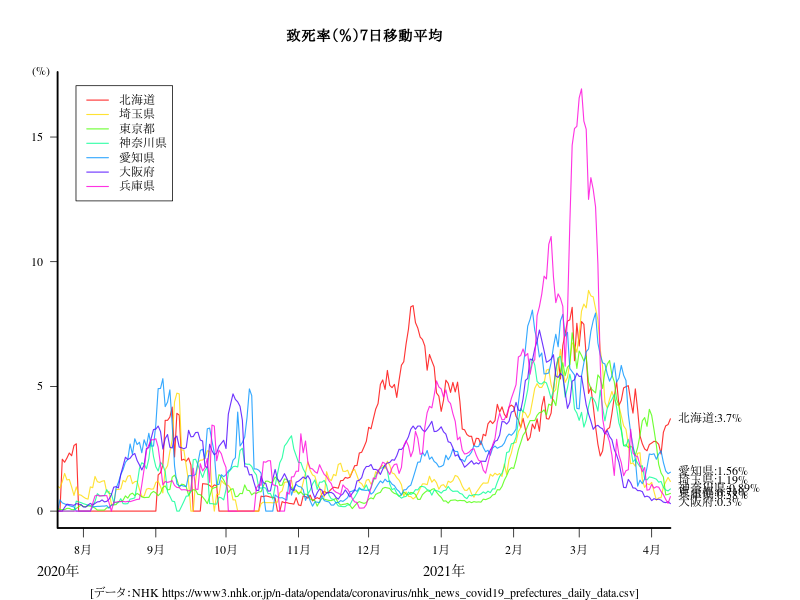 致死率(%)7日移動平均
(%)
北海道
埼玉県
東京都
神奈川県
愛知県
大阪府
兵庫県
15
10
5
0
北海道:3.7%
愛知県:1.56%
埼玉県:1.19%
大阪府:0.3%
8月 9月 10月 11月 12月 1月 2月 3月 4月
2020年 2021年
[データ:NHK https://www3.nhk.or.jp/n-data/opendata/coronavirus/nhk_news_covid19_prefectures_daily_data.csv]